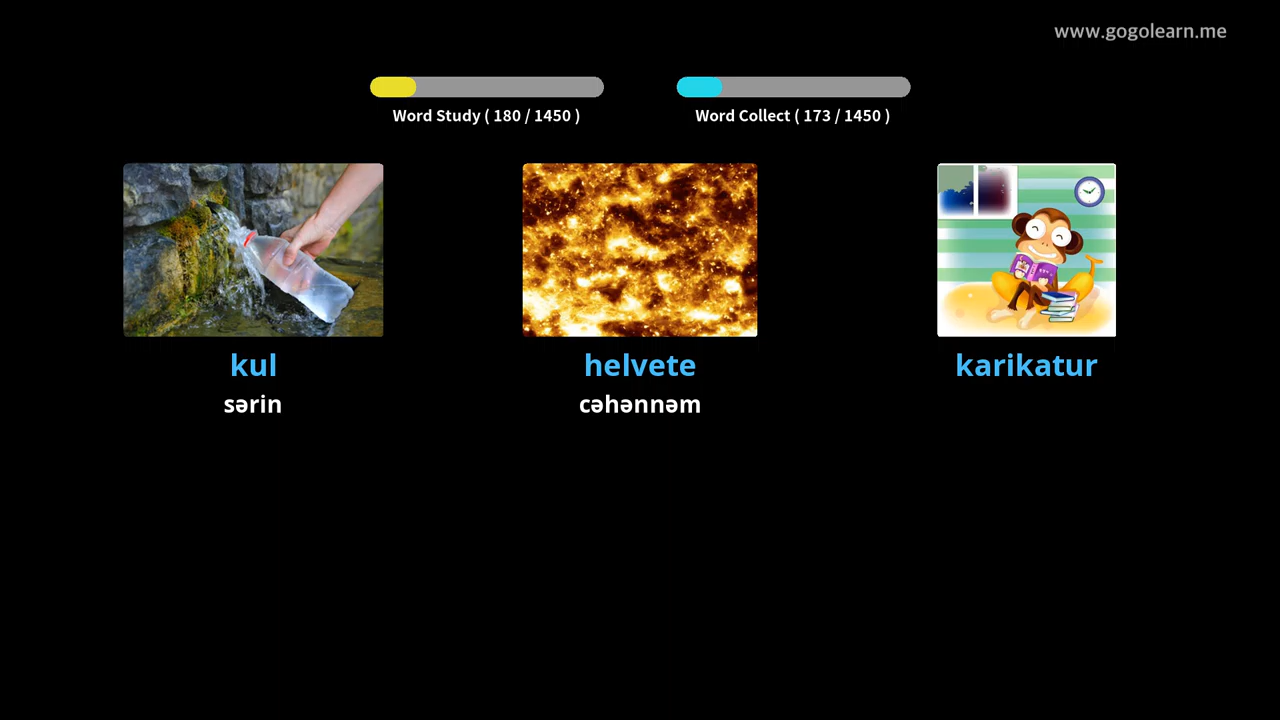 www.gogolearn.me
Word Study ( 180 / 1450 )
Word Collect ( 173 / 1450 )
kul
sərin
helvete
cəhənnəm
karikatur